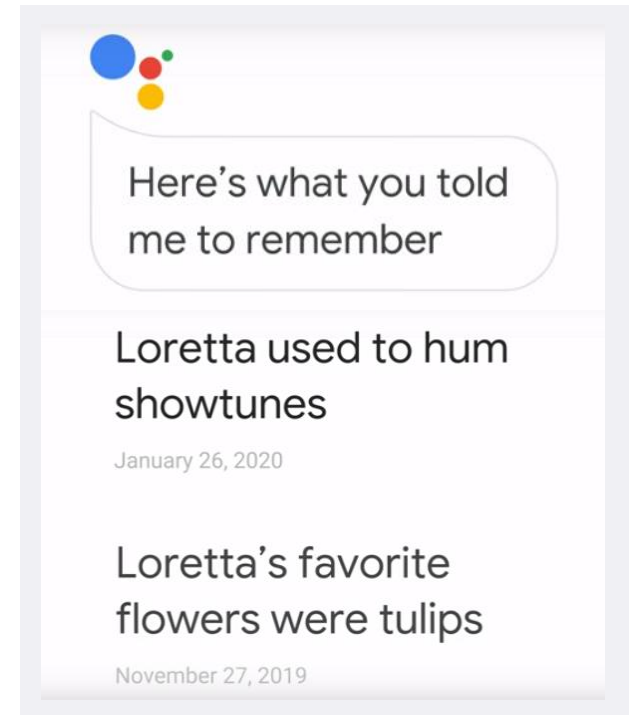 Here’s what you told
me to remember
Loretta used to hum
showtunes
January 26, 2020
Loretta’s favorite
flowers were tulips
November 27, 2019